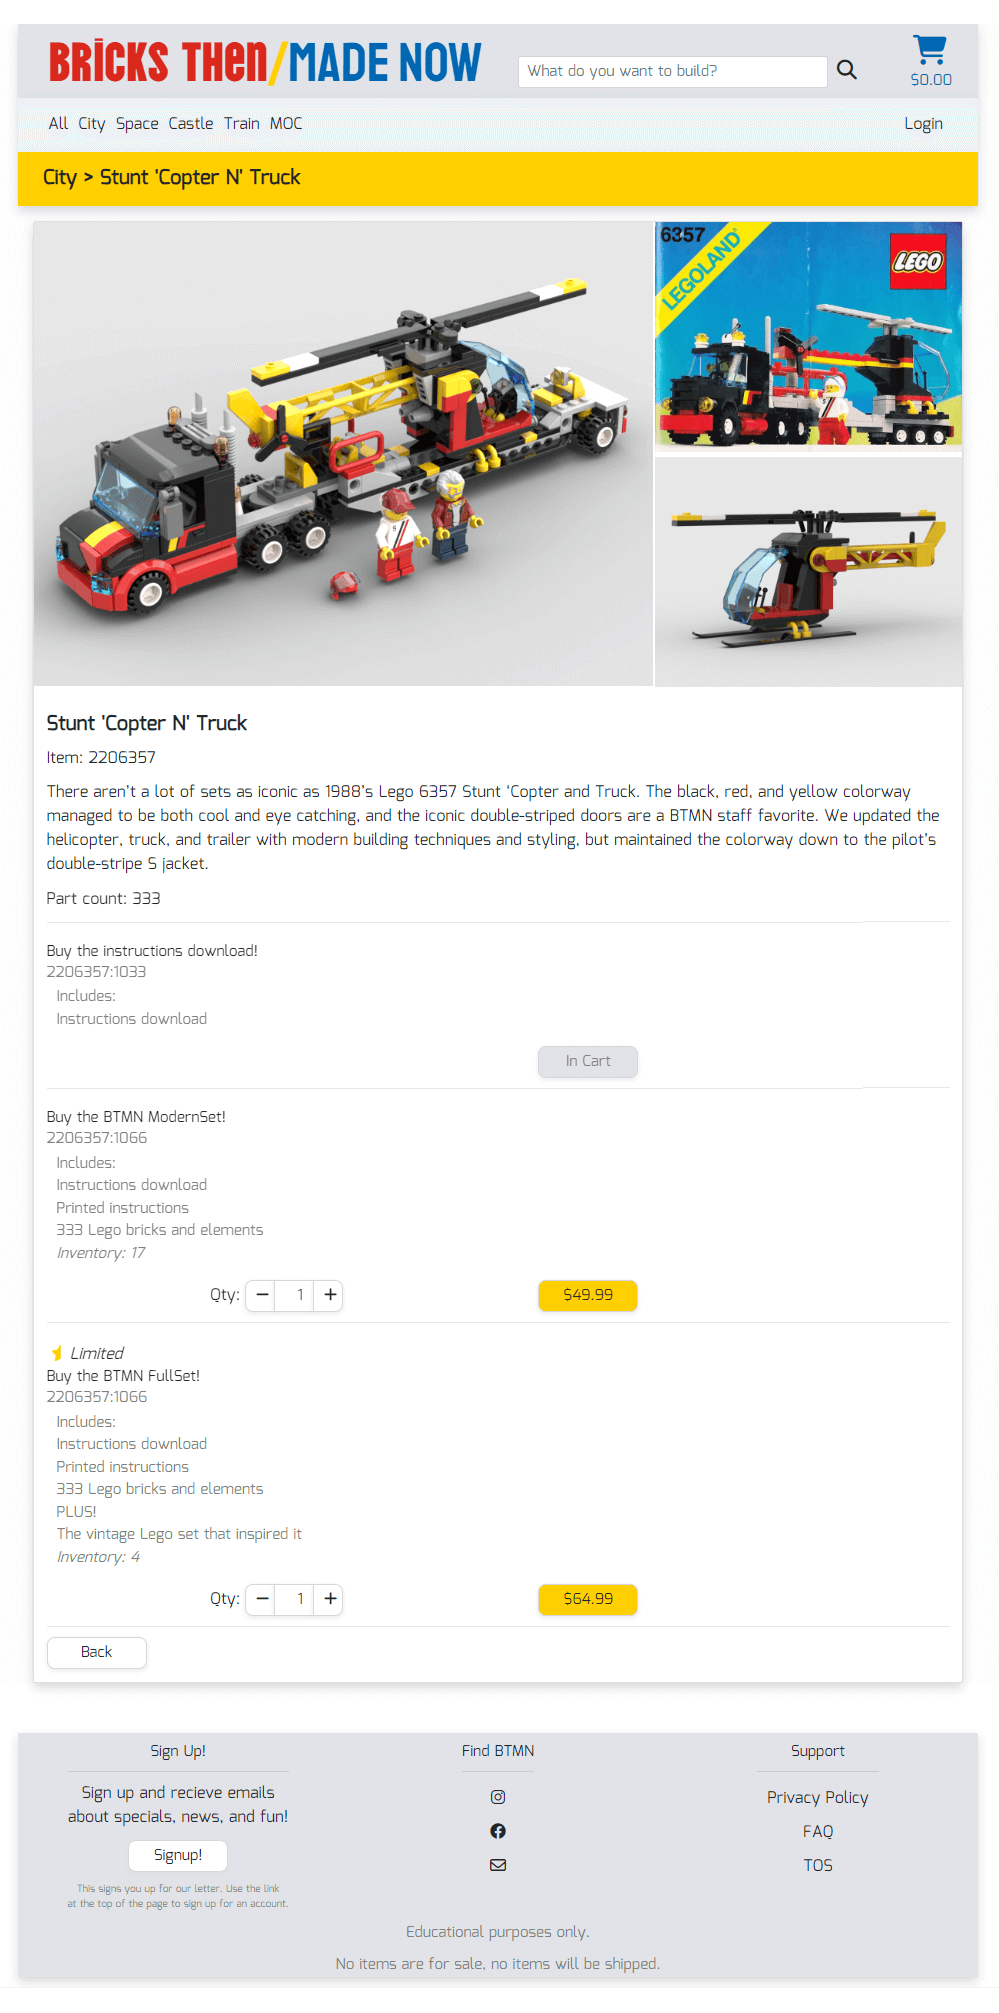 BRICKS THEN/MADE NOW
What do you want to build?
$0.00
All City Space Castle Train MOC
Login
City > Stunt 'Copter N' Truck
6357
LEGOLAND
LEGO
Stunt 'Copter N' Truck
Item: 2206357
There aren't a lot of sets as iconic as 1988's Lego 6357 Stunt ‘Copter and Truck. The black, red, and yellow colorway
managed to be both cool and eye catching, and the iconic double-striped doors are a BTMN staff favorite. We updated the
helicopter, truck, and trailer with modern building techniques and styling, but maintained the colorway down to the pilot's
double-stripe S jacket.
Part count: 333
Buy the instructions download!
2206357:1033
Includes:
Instructions download
In Cart
Buy the BTMN ModernSet!
2206357:1066
Includes:
Instructions download
Printed instructions
333 Lego bricks and elements
Inventory: 17
Qty: − 1 +
$49.99
Limited
Buy the BTMN FullSet!
2206357:1066
Includes:
Instructions download
Printed instructions
333 Lego bricks and elements
PLUS!
The vintage Lego set that inspired it
Inventory: 4
Qty: − 1 +
$64.99
Back
Sign Up!
Sign up and recieve emails
about specials, news, and fun!
Signup!
This signs you up for our letter. Use the link
at the top of the page to sign up for an account.
Find BTMN
Support
Privacy Policy
FAQ
TOS
Educational purposes only.
No items are for sale, no items will be shipped.